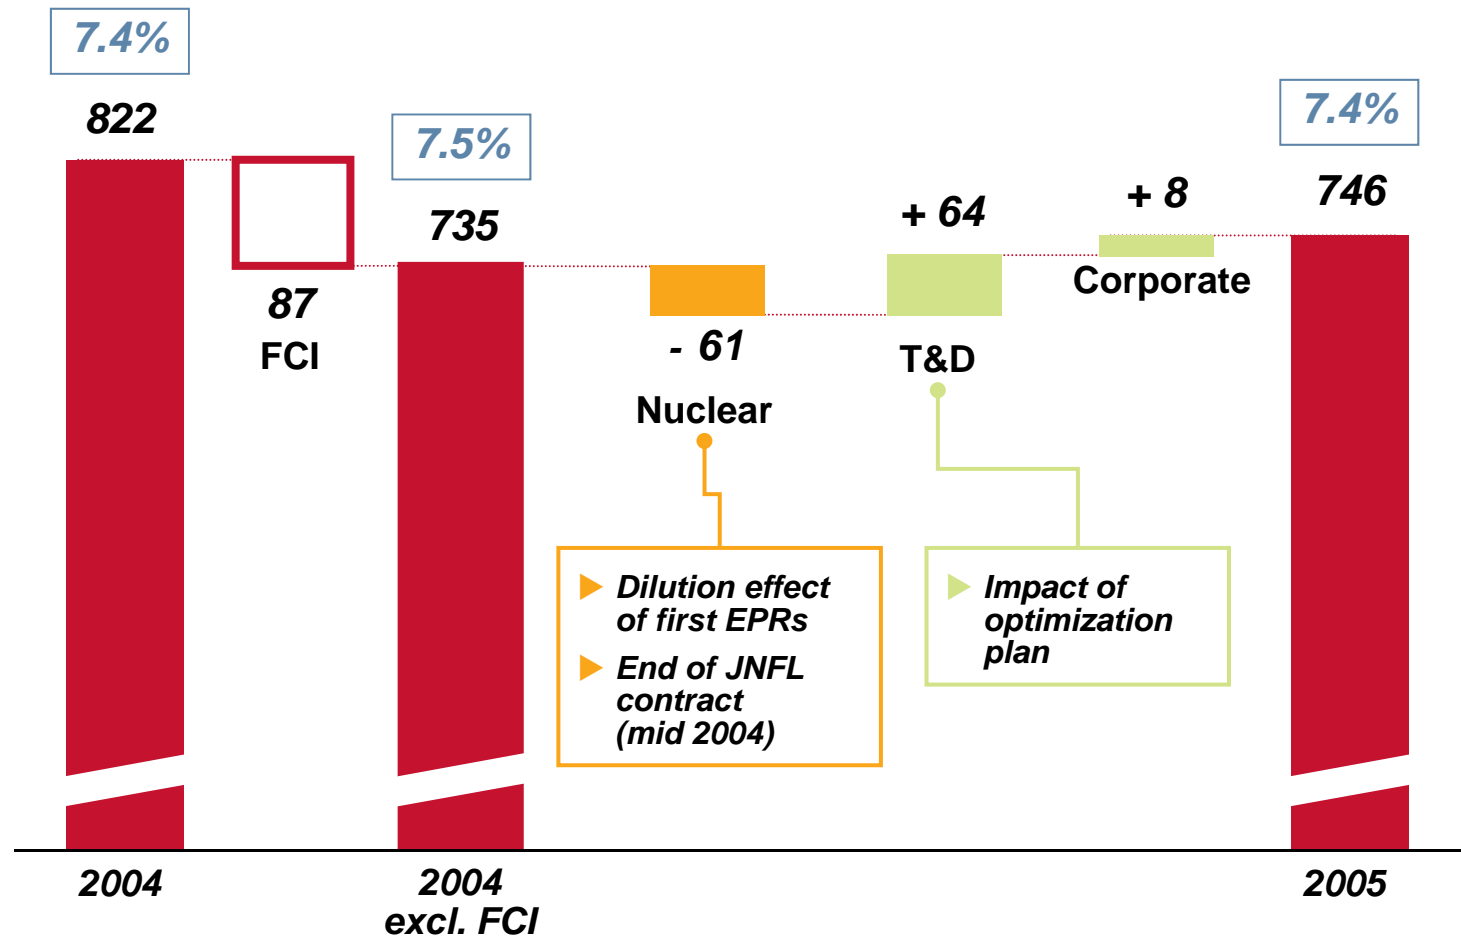 7.4%
822
87
FCI
7.5%
735
- 61
Nuclear
Dilution effect
of first EPRs
End of JNFL
contract
(mid 2004)
+ 64
T&D
Impact of
optimization
plan
+ 8
Corporate
7.4%
746
2004
2004
excl. FCI
2005